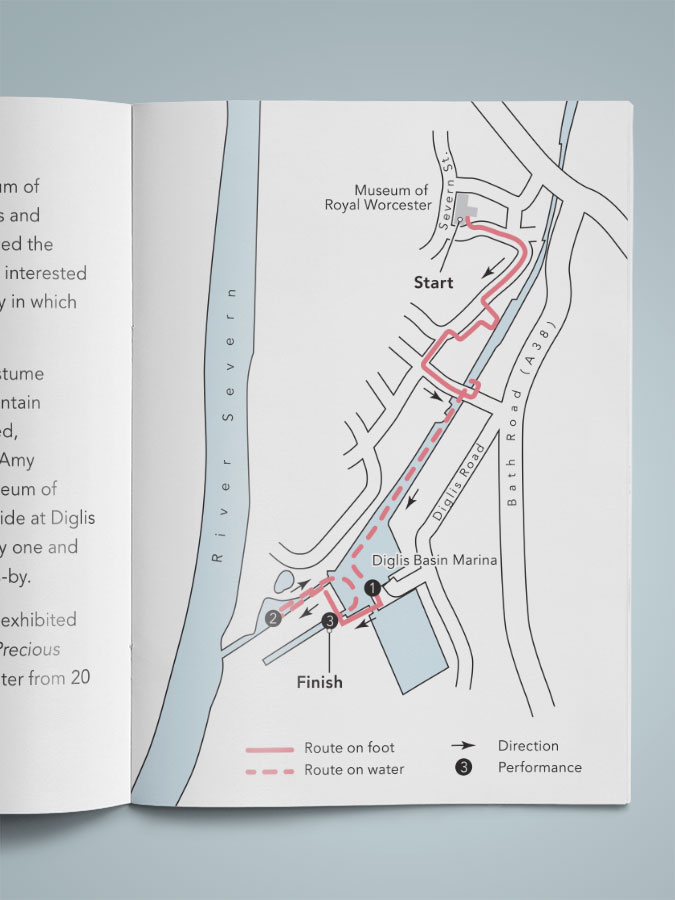 um of
s and
ed the
interested
y in which
stume
ntain
ed,
Amy
eum of
ide at Diglis
y one and
-by.
exhibited
Precious
ter from 20
Severn St.
Museum of
Royal Worcester
Start
River Severn
Bath Road (A38)
Diglis Road
Diglis Basin Marina
1
2
3
Finish
Route on foot
Direction
Route on water
3 Performance